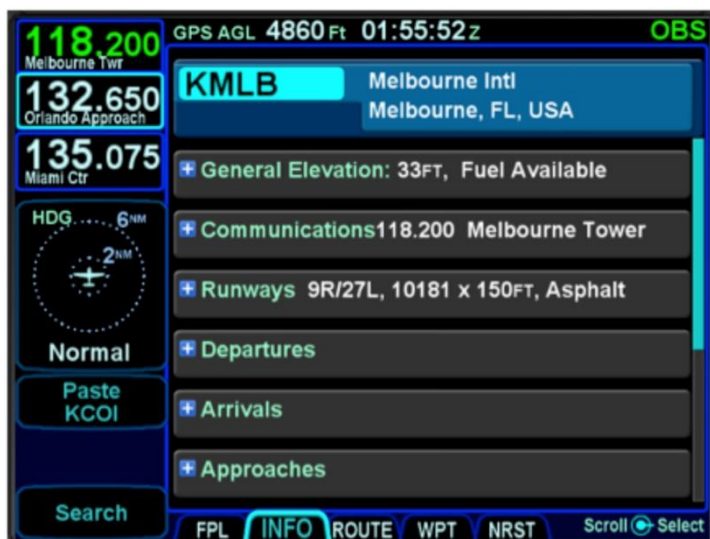 118.200
Melbourne Twr
132.650
Orlando Approach
135.075
Miami Ctr
HDG 6NM
2NM
Normal
Paste
KCOI
Search
GPS AGL 4860 Ft 01:55:52Z OBS
KMLB Melbourne Intl
Melbourne, FL, USA
General Elevation: 33FT, Fuel Available
Communications118.200 Melbourne Tower
Runways 9R/27L, 10181 x 150FT, Asphalt
Departures
Arrivals
Approaches
FPL INFO ROUTE WPT NRST Scroll Select